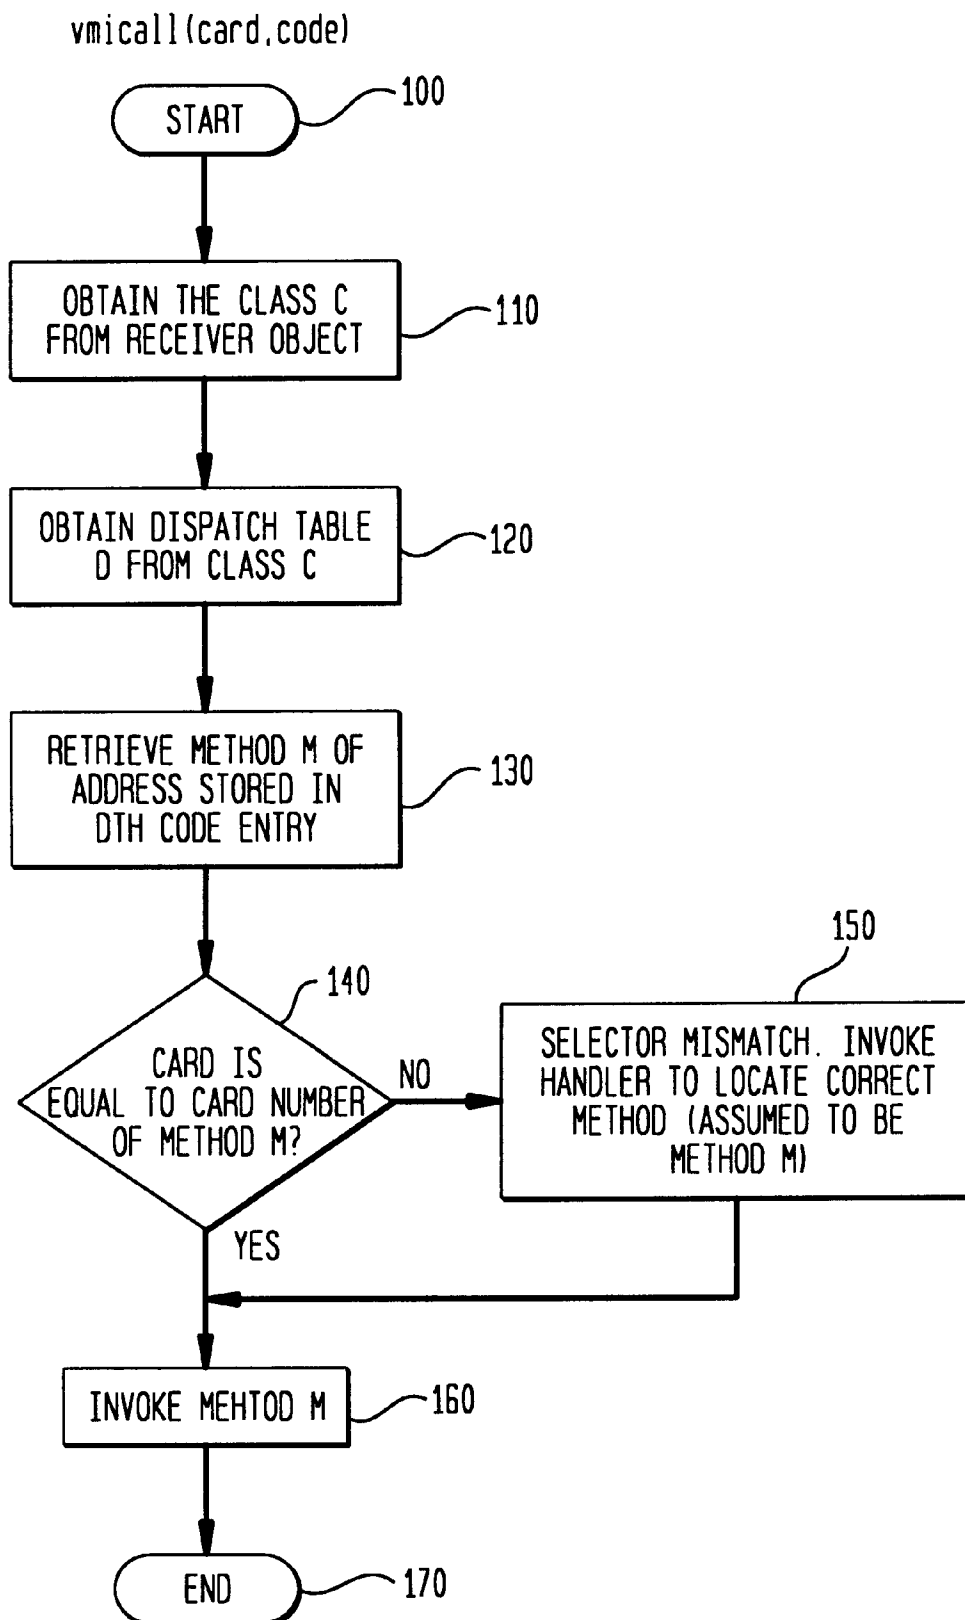 vmicall(card,code)
START
100
OBTAIN THE CLASS C
FROM RECEIVER OBJECT
110
OBTAIN DISPATCH TABLE
D FROM CLASS C
120
RETRIEVE METHOD M OF
ADDRESS STORED IN
DTH CODE ENTRY
130
140
CARD IS
EQUAL TO CARD NUMBER
OF METHOD M?
NO
150
SELECTOR MISMATCH. INVOKE
HANDLER TO LOCATE CORRECT
METHOD (ASSUMED TO BE
METHOD M)
YES
INVOKE MEHTOD M
160
END
170